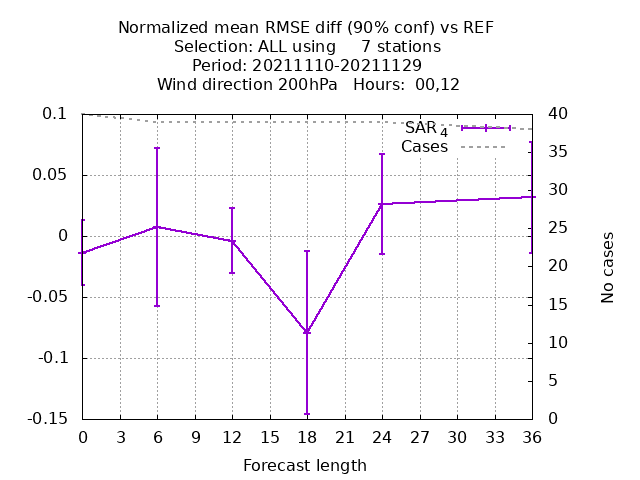 Normalized mean RMSE diff (90% conf) vs REF
Selection: ALL using 7 stations
Period: 20211110-20211129
Wind direction 200hPa Hours: 00,12
0.1
0.05
0
-0.05
-0.1
-0.15
40
35
30
25
20
15
10
5
0
SAR 4
Cases
No cases
0 3 6 9 12 15 18 21 24 27 30 33 36
Forecast length